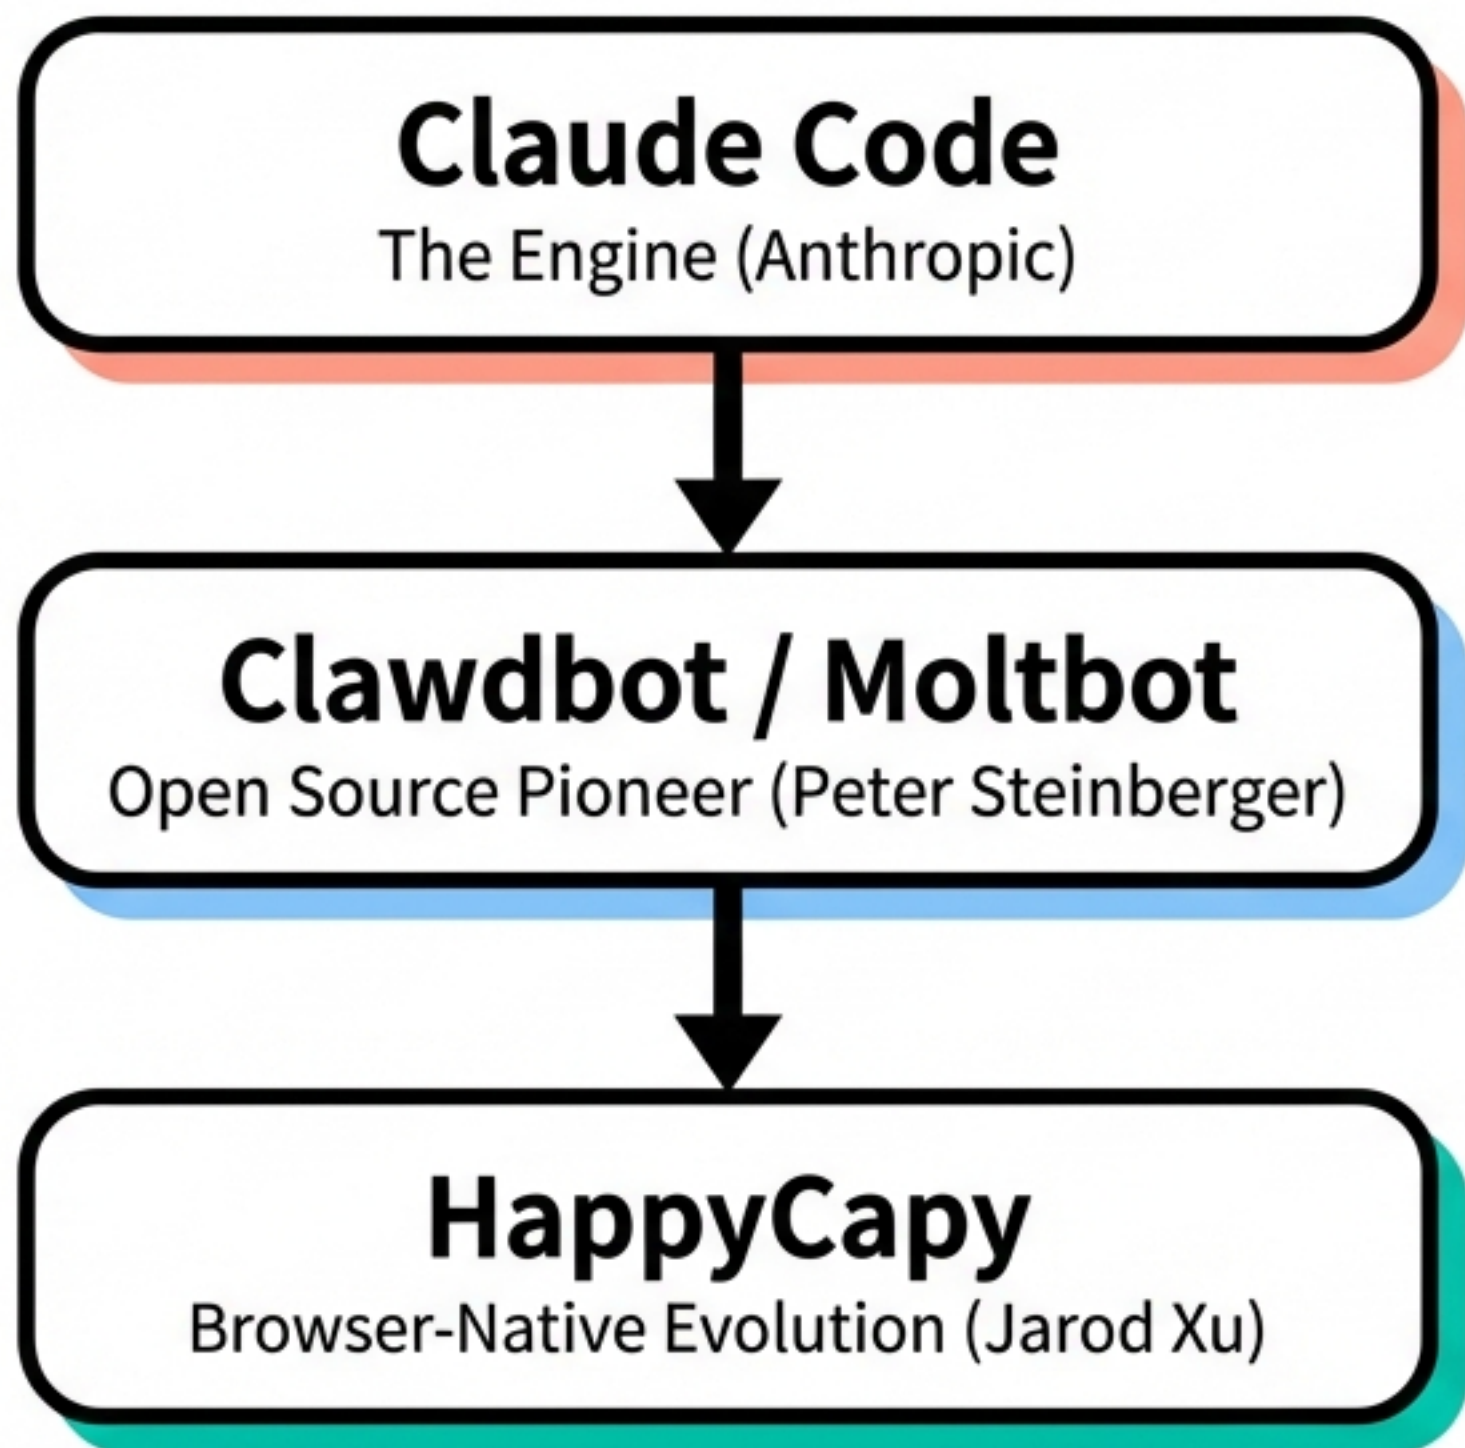 Claude Code
The Engine (Anthropic)
Clawdbot / Moltbot
Open Source Pioneer (Peter Steinberger)
HappyCapy
Browser-Native Evolution (Jarod Xu)